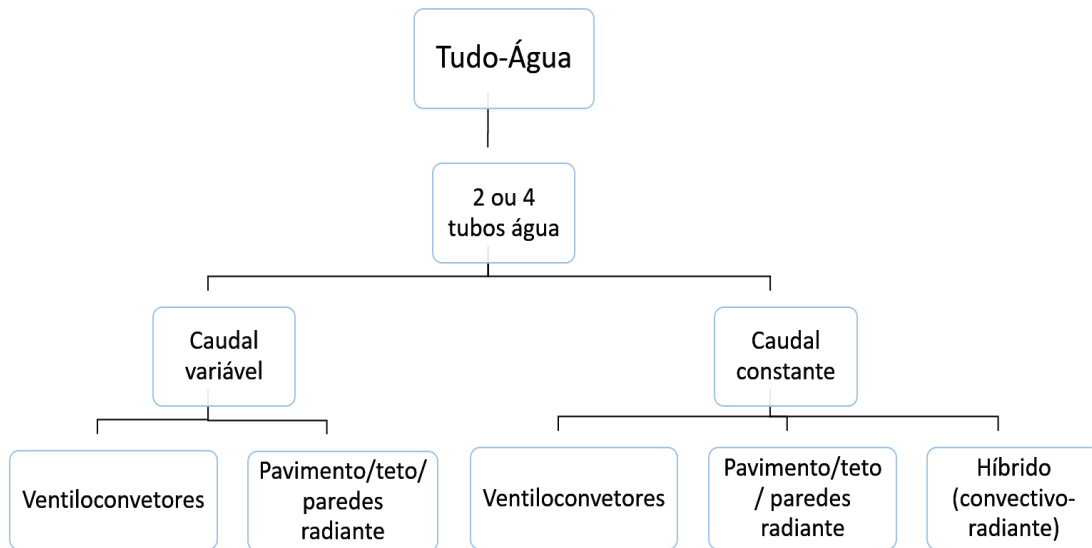 Tudo-Água
2 ou 4
tubos água
Caudal
variável
Caudal
constante
Ventiloconvetores
Pavimento/teto/
paredes
radiante
Ventiloconvetores
Pavimento/teto
/ paredes
radiante
Híbrido
(convectivo-
radiante)